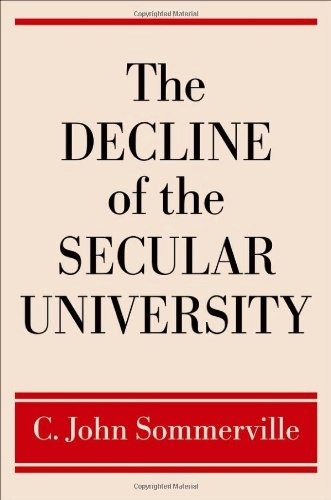 Copyrighted Material
The
DECLINE
of the
SECULAR
UNIVERSITY
C. John Sommerville
Copyrighted Material